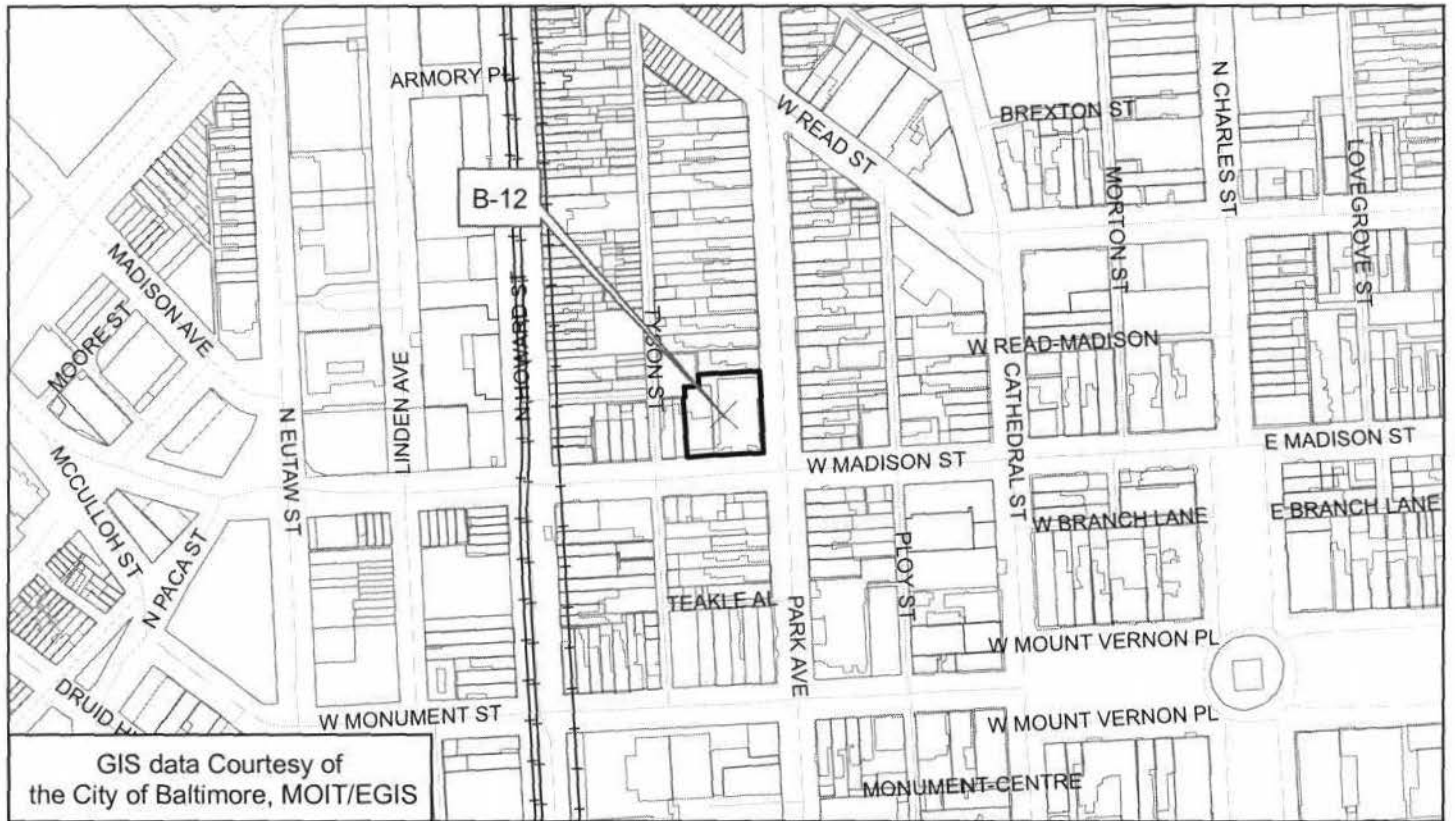 ARMORY PL
W READ ST
BREXTON ST
N CHARLES ST
LOVEGROVE ST
B-12
MORTON ST
MADISON AVE
MOORE ST
N HOWARD ST
TYSON ST
W READ-MADISON
LINDEN AVE
CATHEDRAL ST
N EUTAW ST
MCCULLOH ST
W MADISON ST
E MADISON ST
N PACA ST
W BRANCH LANE
E BRANCH LANE
PLOY ST
TEAKLE AL
PARK AVE
W MOUNT VERNON PL
DRUID H
W MONUMENT ST
W MOUNT VERNON PL
MONUMENT-CENTRE
GIS data Courtesy of
the City of Baltimore, MOIT/EGIS